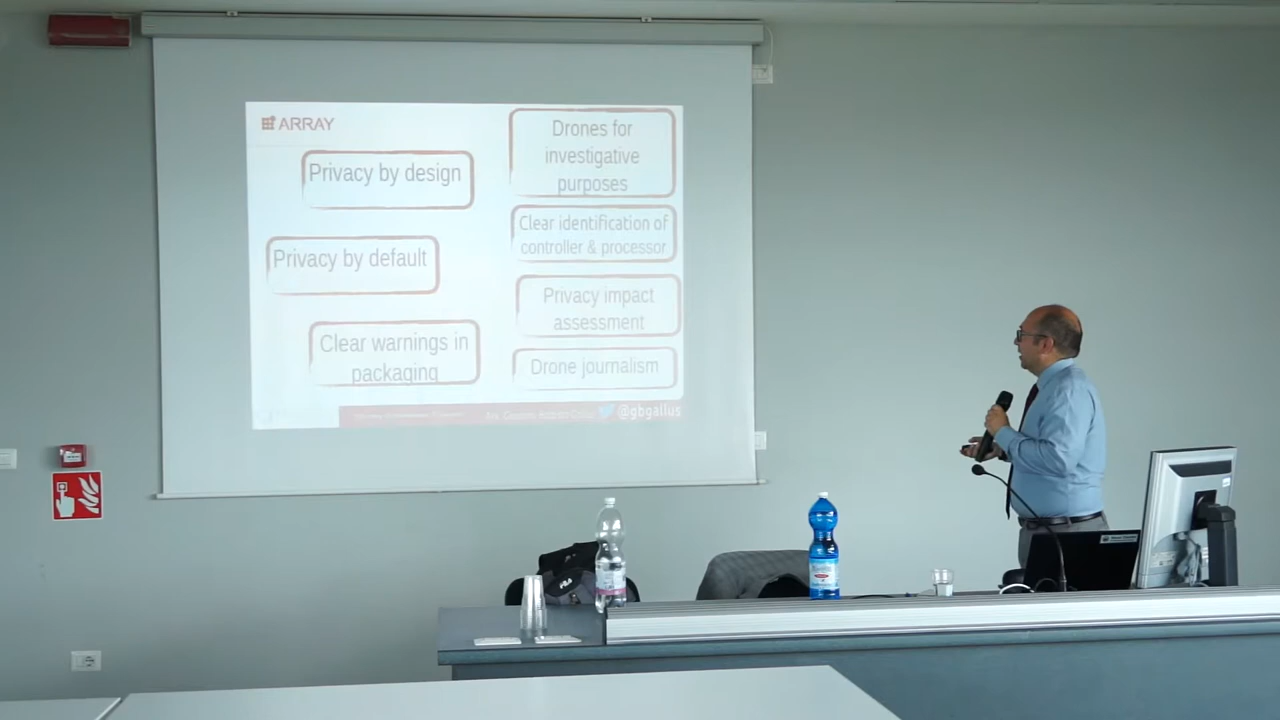 ARRAY
Privacy by design
Privacy by default
Clear warnings in
packaging
Drones for
investigative
purposes
Clear identification of
controller & processor
Privacy impact
assessment
Drone journalism
@gbgallus